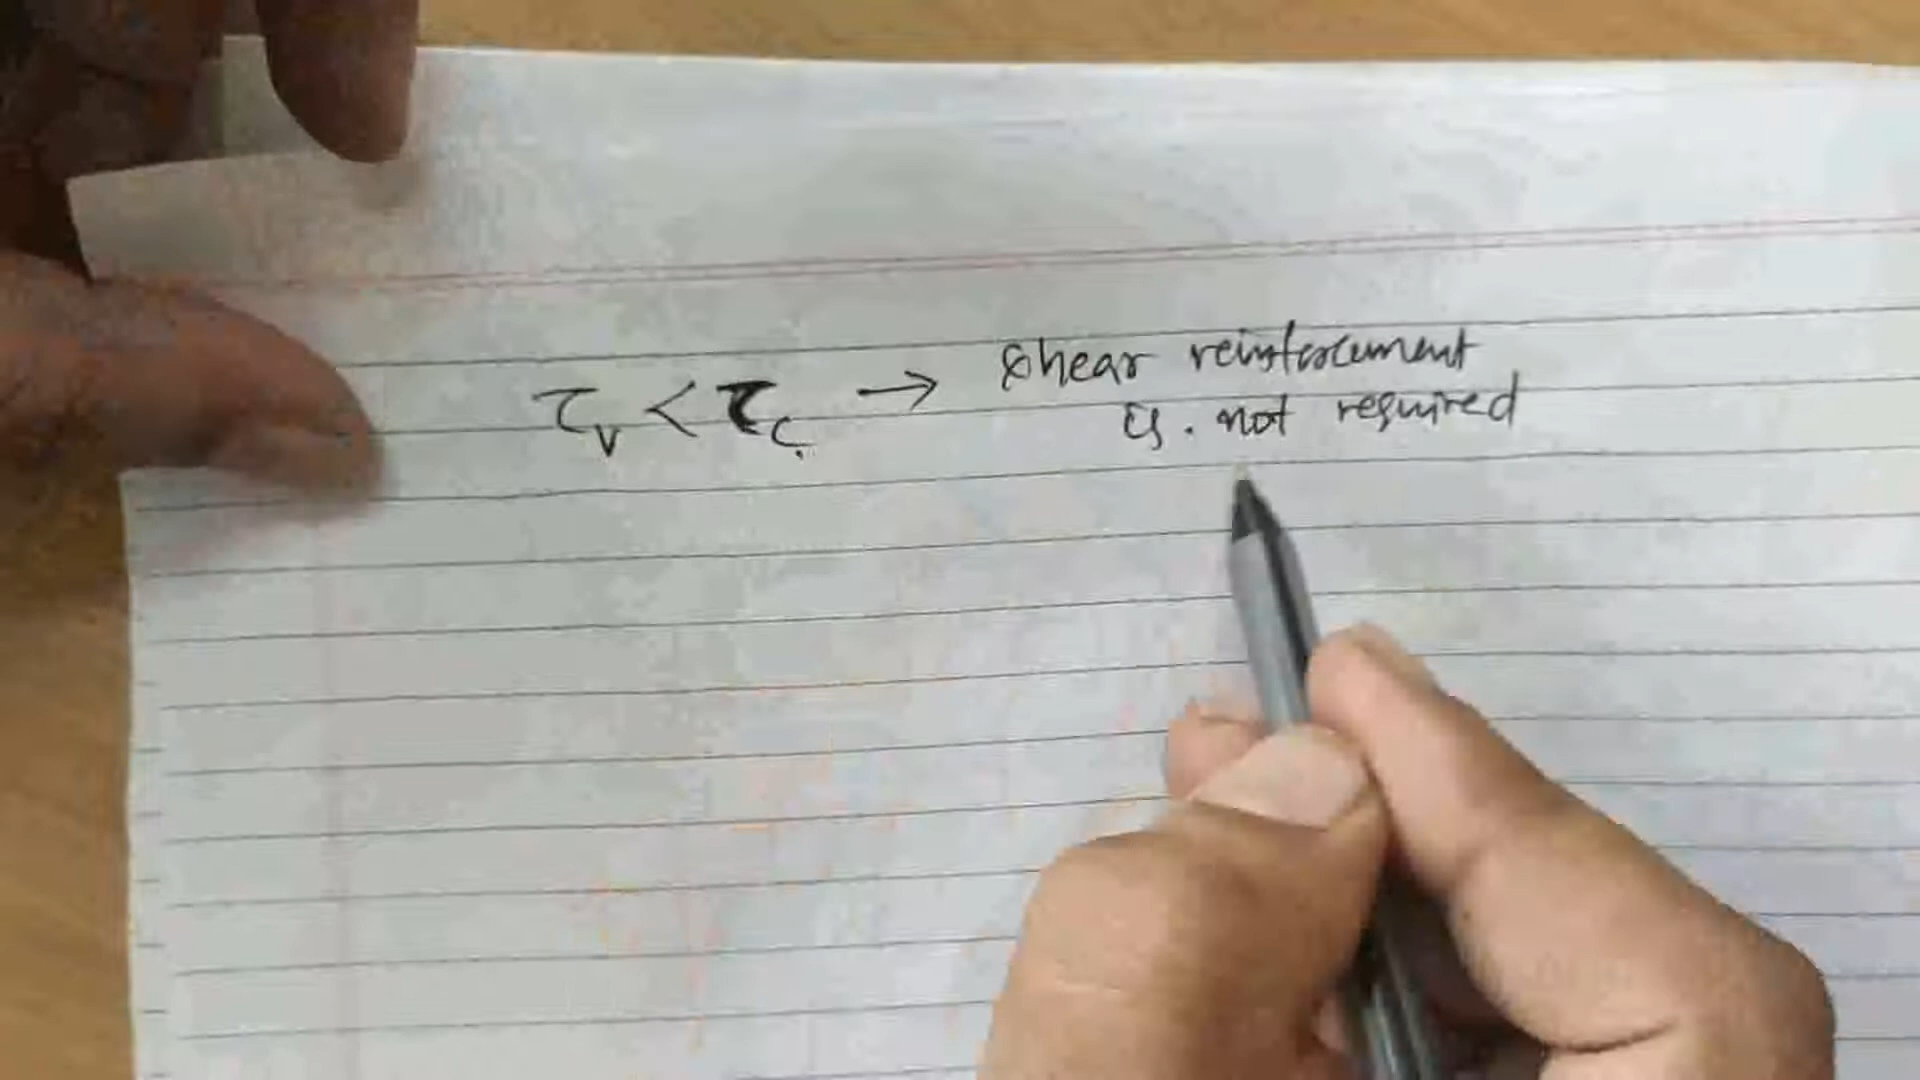 τv < τc → shear reinforcement
is . not required